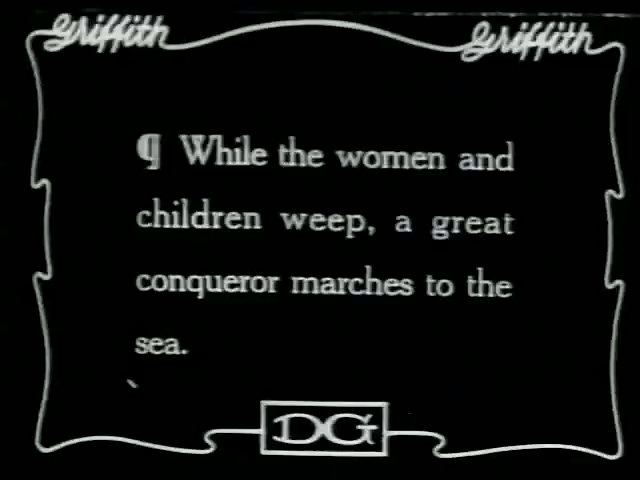 Griffith Griffith
¶ While the women and
children weep, a great
conqueror marches to the
sea.
DG